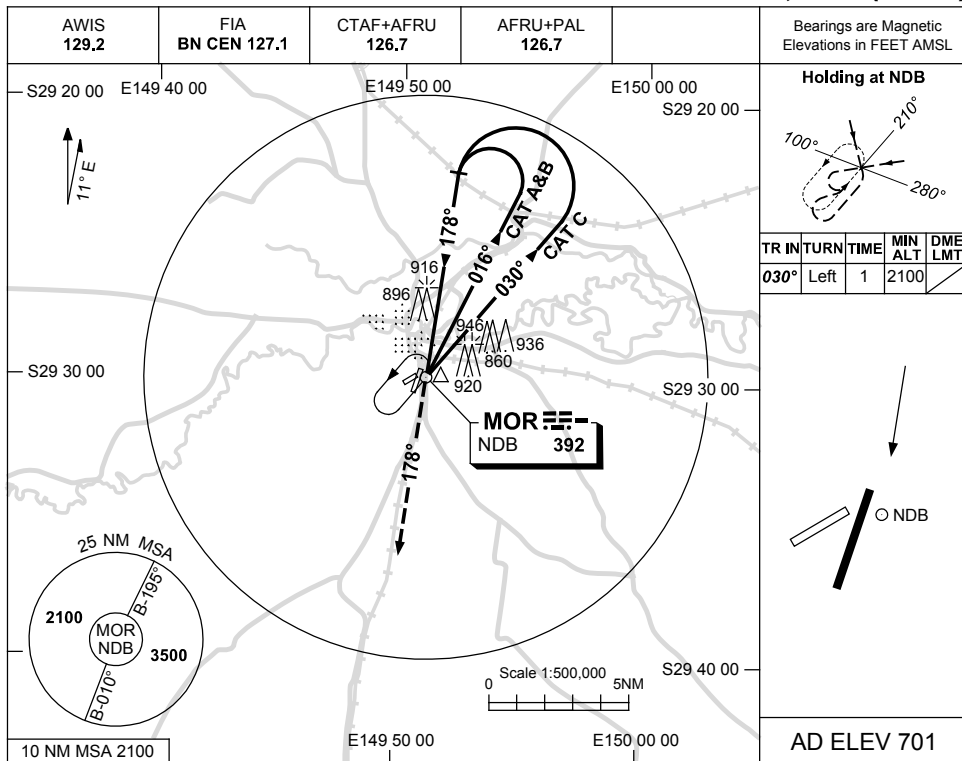 AWIS
129.2
FIA
BN CEN 127.1
CTAF+AFRU
126.7
AFRU+PAL
126.7
Bearings are Magnetic
Elevations in FEET AMSL
S29 20 00
E149 40 00
E149 50 00
E150 00 00
S29 20 00
11° E
178°
016°
CAT A&B
030°
CAT C
916
896
946
936
860
920
S29 30 00
S29 30 00
MOR
NDB 392
178°
25 NM MSA
B-195°
2100
MOR
NDB
3500
B-010°
10 NM MSA 2100
Scale 1:500,000
0 5NM
S29 40 00
E149 50 00
E150 00 00
Holding at NDB
210°
100°
280°
TR IN TURN TIME MIN ALT DME LMT
030° Left 1 2100
NDB
AD ELEV 701